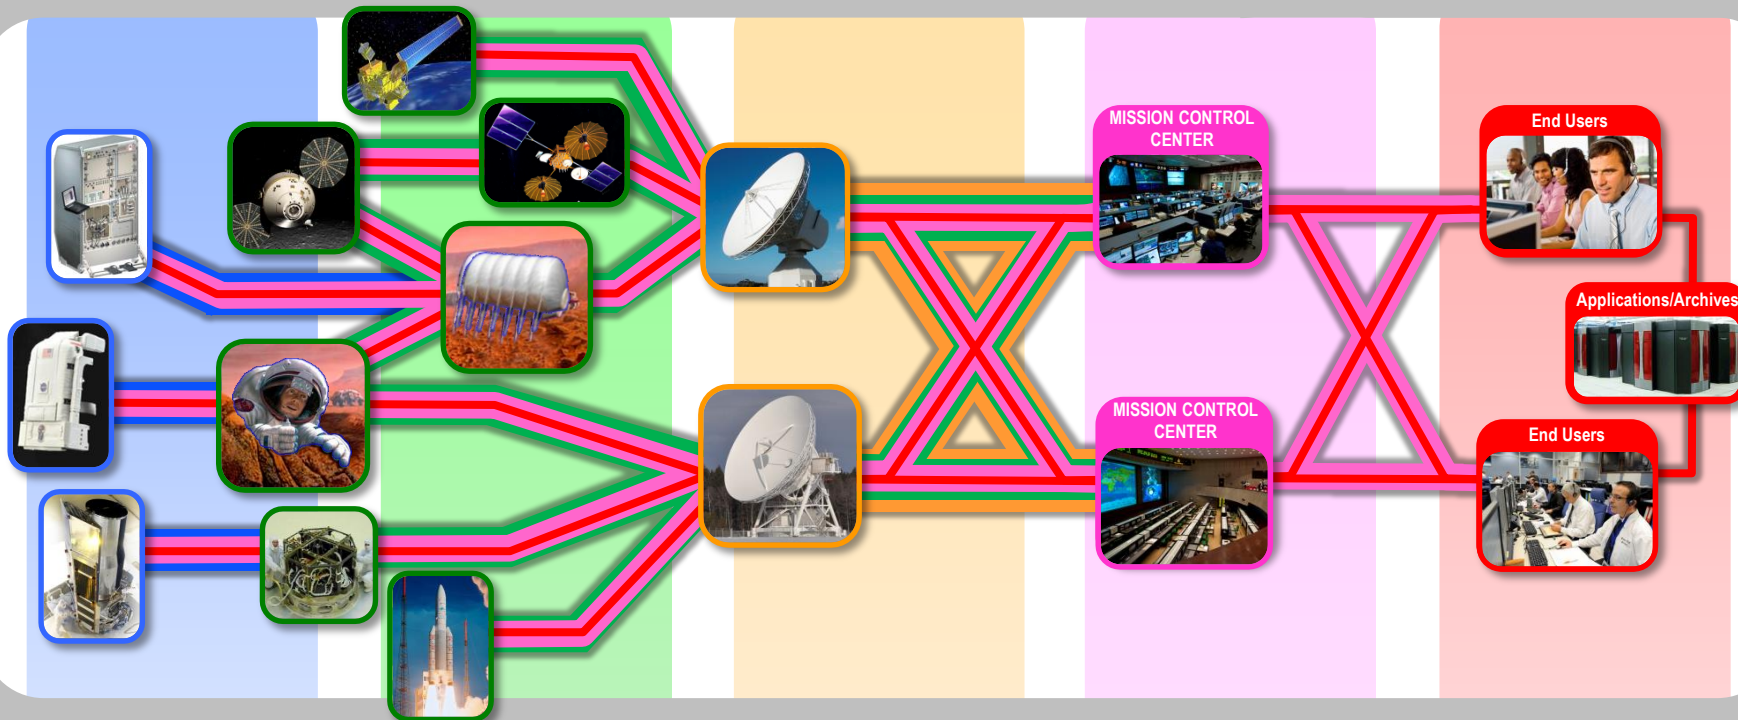 MISSION CONTROL
CENTER
End Users
Applications/Archives
MISSION CONTROL
CENTER
End Users